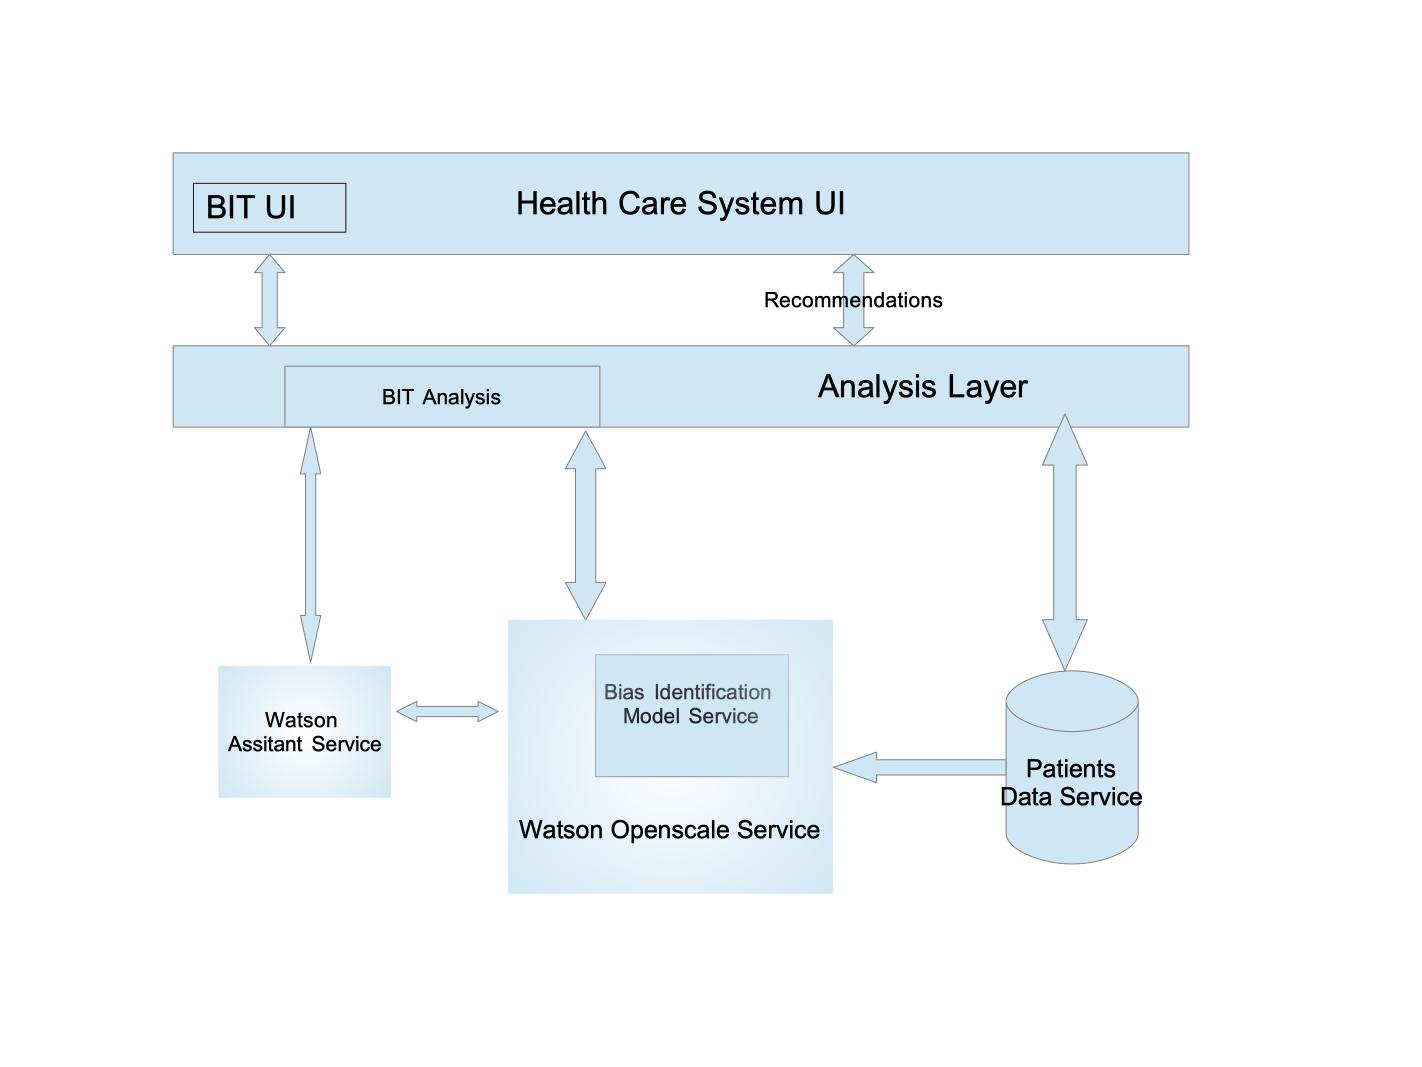 BIT UI
Health Care System UI
Recommendations
BIT Analysis
Analysis Layer
Bias Identification
Model Service
Watson
Assitant Service
Patients
Data Service
Watson Openscale Service